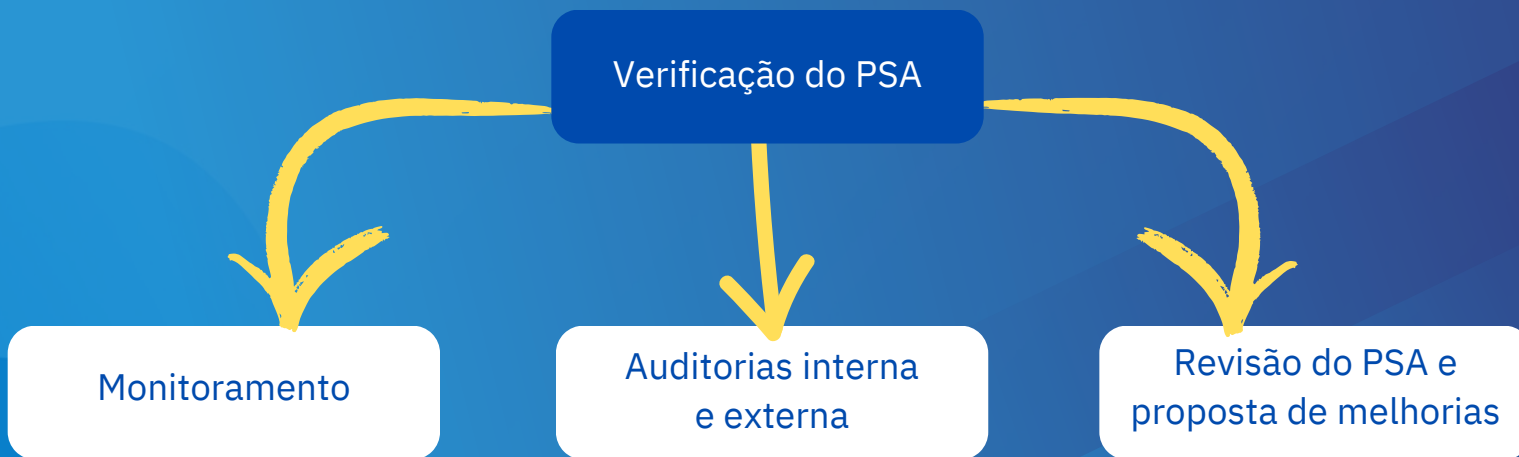 Verificação do PSA
Monitoramento
Auditorias interna
e externa
Revisão do PSA e
proposta de melhorias